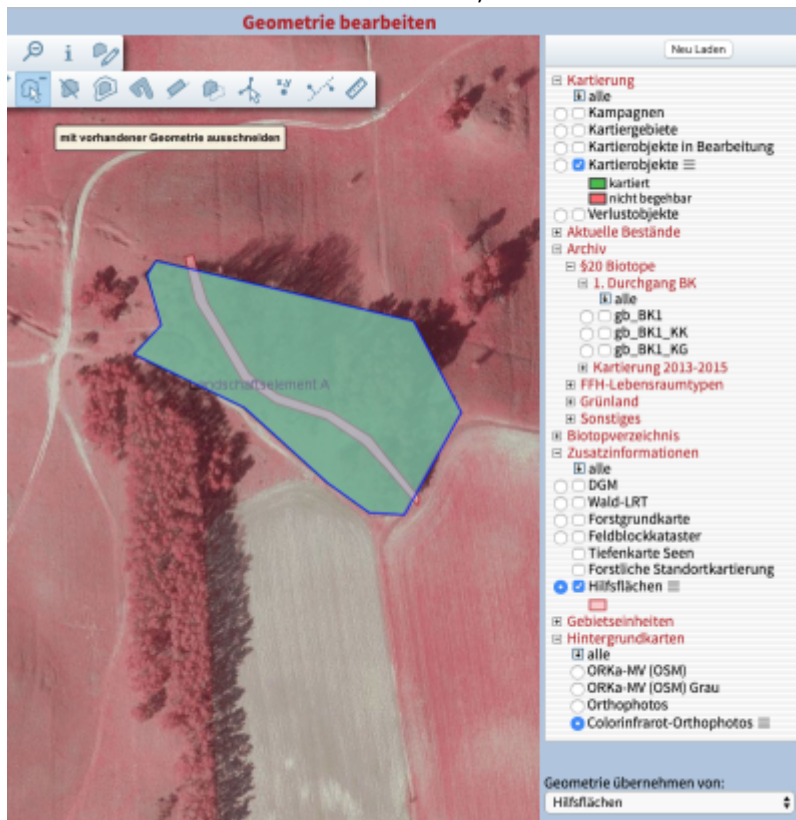 Geometrie bearbeiten
i
x,y
mit vorhandener Geometrie ausschneiden
Landschaftselement A
Neu Laden
Kartierung
alle
Kampagnen
Kartiergebiete
Kartierobjekte in Bearbeitung
Kartierobjekte
kartiert
nicht begehbar
Verlustobjekte
Aktuelle Bestände
Archiv
§20 Biotope
1. Durchgang BK
alle
gb_BK1
gb_BK1_KK
gb_BK1_KG
Kartierung 2013-2015
FFH-Lebensraumtypen
Grünland
Sonstiges
Biotopverzeichnis
Zusatzinformationen
alle
DGM
Wald-LRT
Forstgrundkarte
Feldblockkataster
Tiefenkarte Seen
Forstliche Standortkartierung
Hilfsflächen
Gebietseinheiten
Hintergrundkarten
alle
ORKa-MV (OSM)
ORKa-MV (OSM) Grau
Orthophotos
Colorinfrarot-Orthophotos
Geometrie übernehmen von:
Hilfsflächen